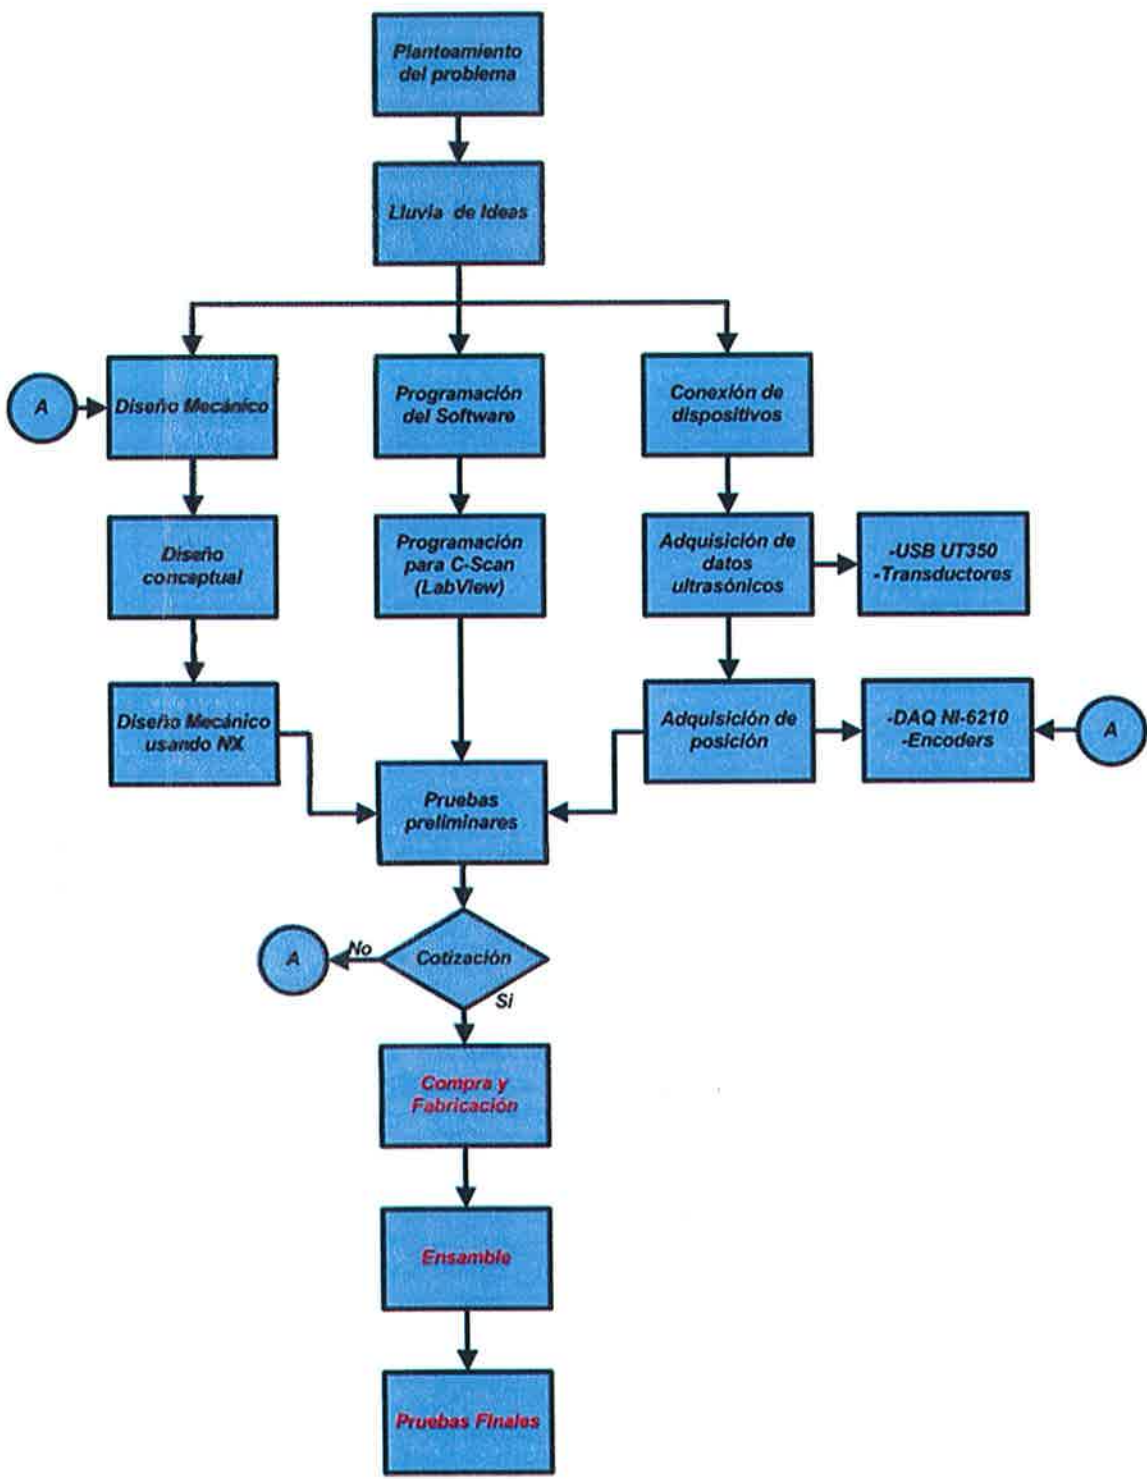 Planteamiento
del problema
Lluvia de Ideas
A
Diseño Mecánico
Programación
del Software
Conexión de
dispositivos
Diseño
conceptual
Programación
para C-Scan
(LabView)
Adquisición de
datos
ultrasónicos
-USB UT350
-Transductores
Diseño Mecánico
usando NX
Adquisición de
posición
-DAQ NI-6210
-Encoders
A
Pruebas
preliminares
A
No
Cotización
Si
Compra y
Fabricación
Ensamble
Pruebas Finales